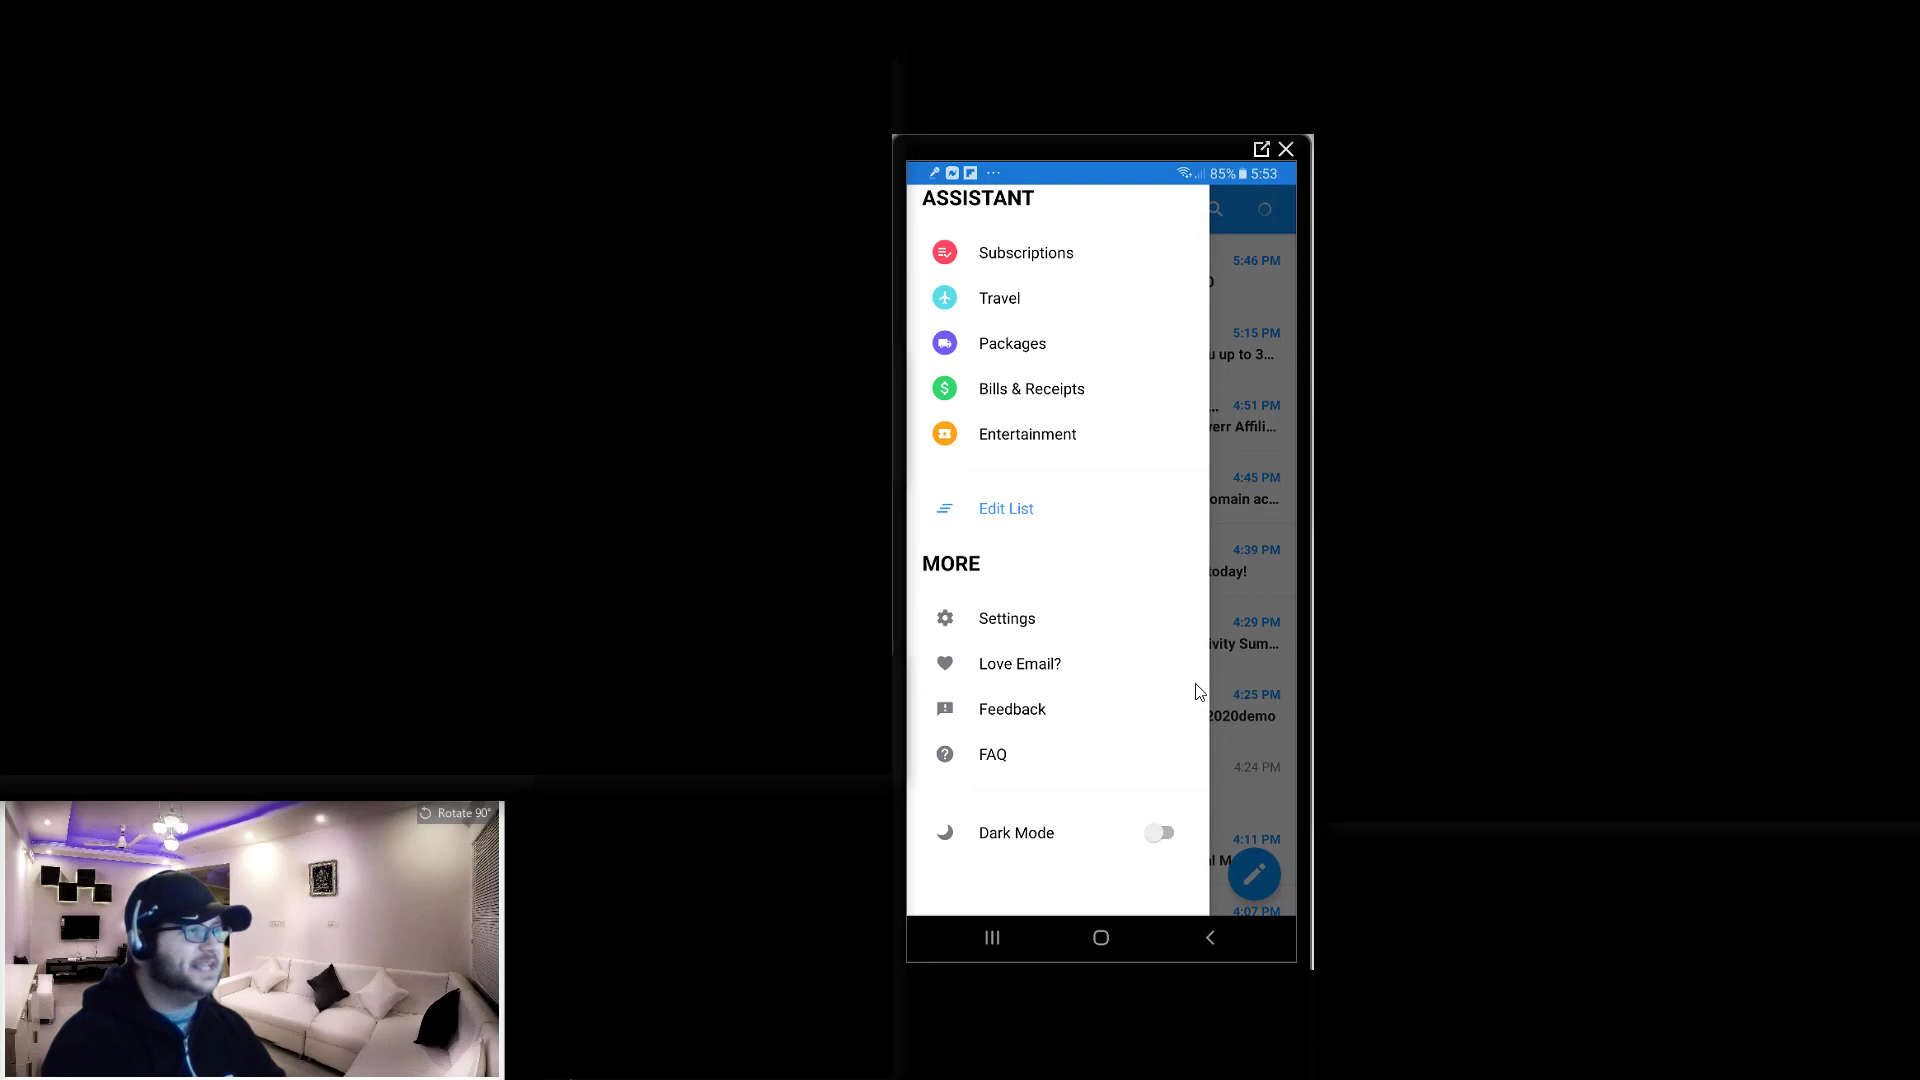 85% 5:53
ASSISTANT
Subscriptions
Travel
Packages
Bills & Receipts
Entertainment
Edit List
MORE
Settings
Love Email?
Feedback
FAQ
Dark Mode
5:46 PM
5:15 PM
u up to 3...
... 4:51 PM
verr Affili...
4:45 PM
omain ac...
4:39 PM
today!
4:29 PM
ivity Sum...
4:25 PM
2020demo
4:24 PM
4:11 PM
al M
4:07 PM
Rotate 90°